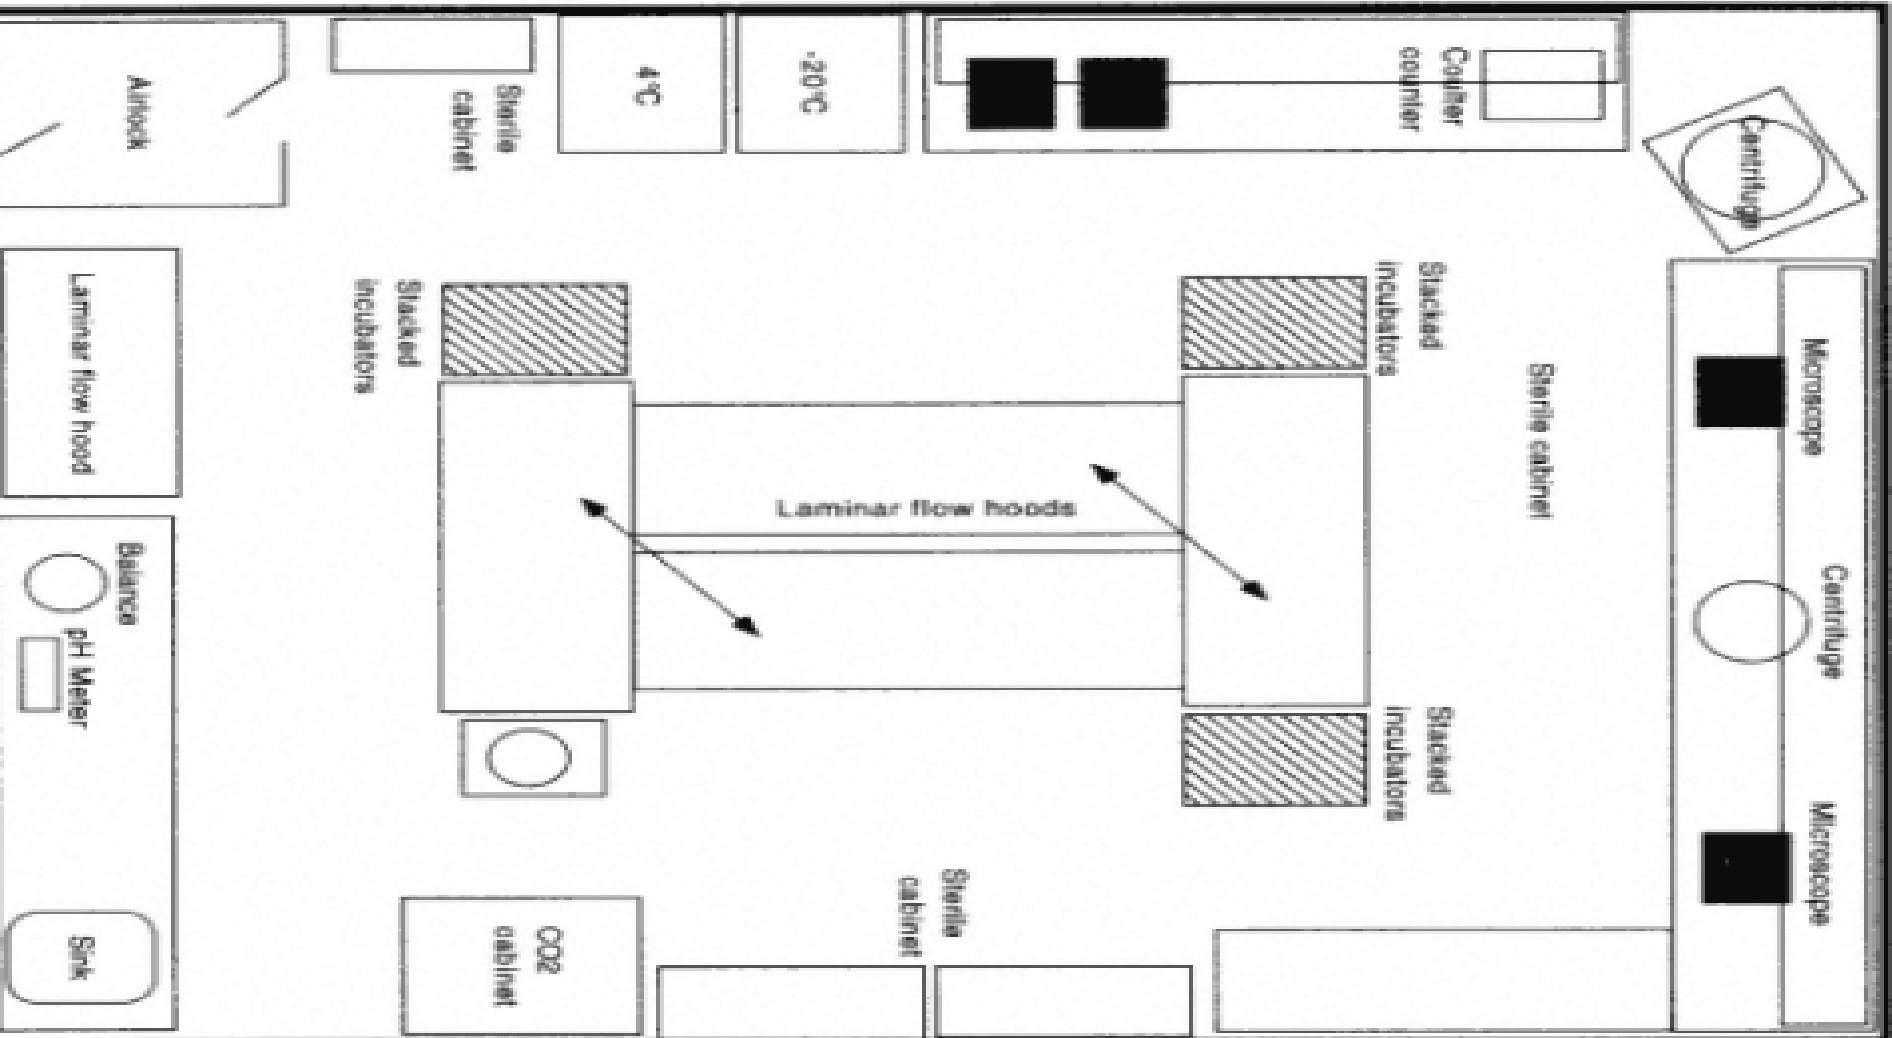 Airlock
Sterile
cabinet
4°C
-20°C
Coulter
counter
Centrifuge
Laminar flow hood
Stacked
incubators
Stacked
incubators
Sterile cabinet
Microscope
Laminar flow hoods
Balance
pH Meter
Centrifuge
Stacked
incubators
Microscope
Sterile
cabinet
CO2
cabinet
Sink